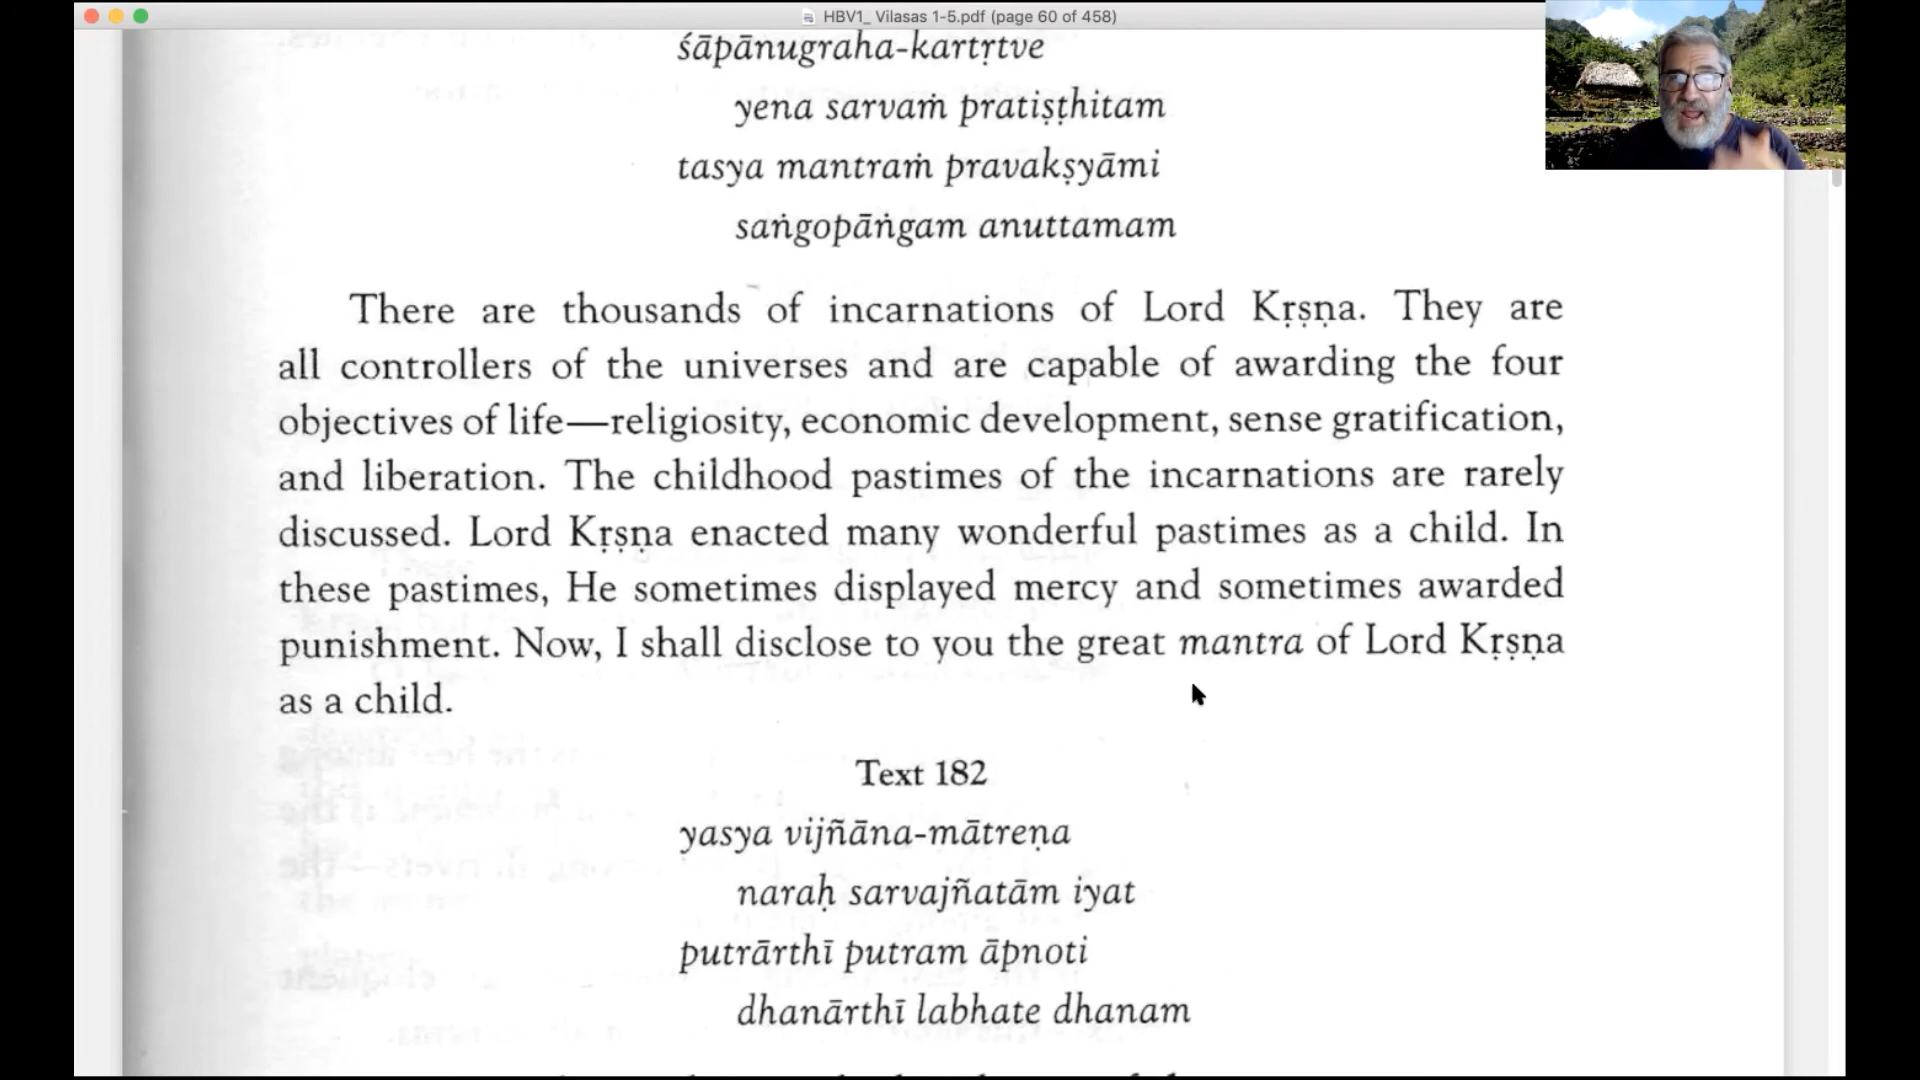 HBV1_ Vilasas 1-5.pdf (page 60 of 458)
śāpānugraha-kartṛtve
yena sarvaṁ pratiṣṭhitam
tasya mantraṁ pravakṣyāmi
saṅgopāṅgam anuttamam
There are thousands of incarnations of Lord Kṛṣṇa. They are
all controllers of the universes and are capable of awarding the four
objectives of life—religiosity, economic development, sense gratification,
and liberation. The childhood pastimes of the incarnations are rarely
discussed. Lord Kṛṣṇa enacted many wonderful pastimes as a child. In
these pastimes, He sometimes displayed mercy and sometimes awarded
punishment. Now, I shall disclose to you the great mantra of Lord Kṛṣṇa
as a child.
Text 182
yasya vijñāna-mātreṇa
naraḥ sarvajñatām iyat
putrārthī putram āpnoti
dhanārthī labhate dhanam